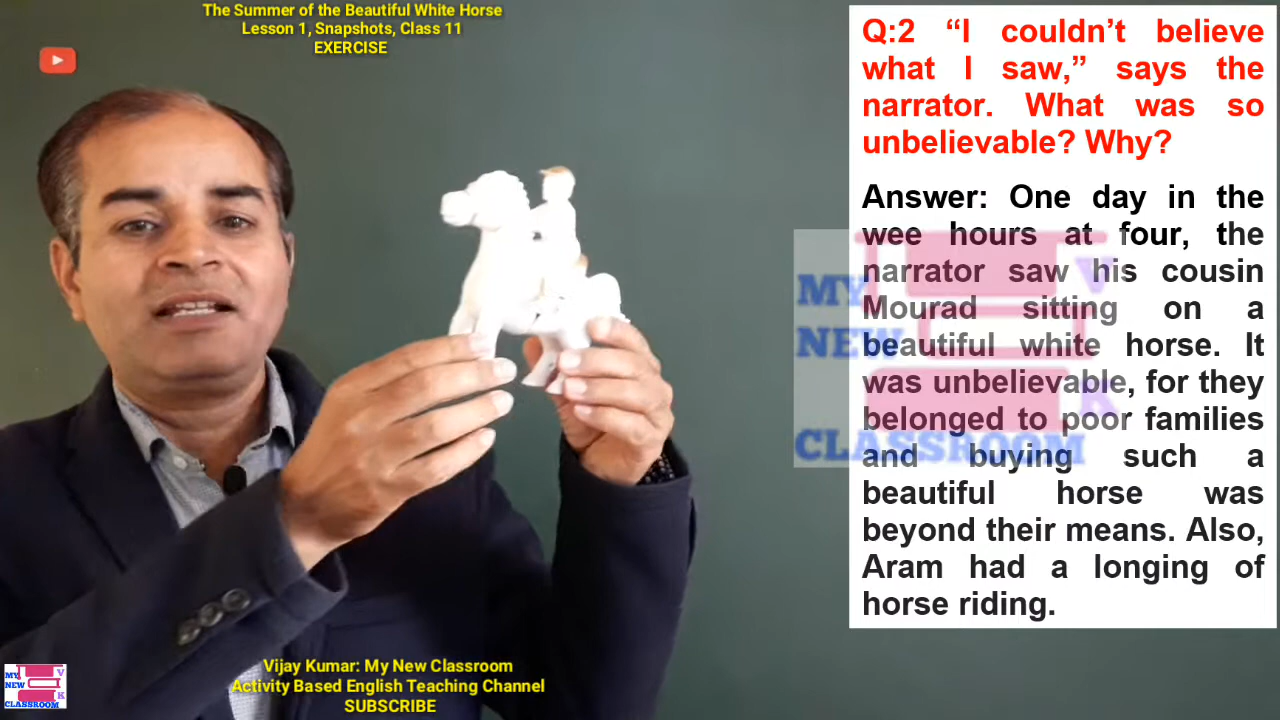 The Summer of the Beautiful White Horse
Lesson 1, Snapshots, Class 11
EXERCISE
Q:2 “I couldn’t believe
what I saw,” says the
narrator. What was so
unbelievable? Why?
Answer: One day in the
wee hours at four, the
narrator saw his cousin
Mourad sitting on a
beautiful white horse. It
was unbelievable, for they
belonged to poor families
and buying such a
beautiful horse was
beyond their means. Also,
Aram had a longing of
horse riding.
MY
NEW
CLASSROOM
V
K
Vijay Kumar: My New Classroom
Activity Based English Teaching Channel
SUBSCRIBE
MY
NEW
CLASSROOM
V
K